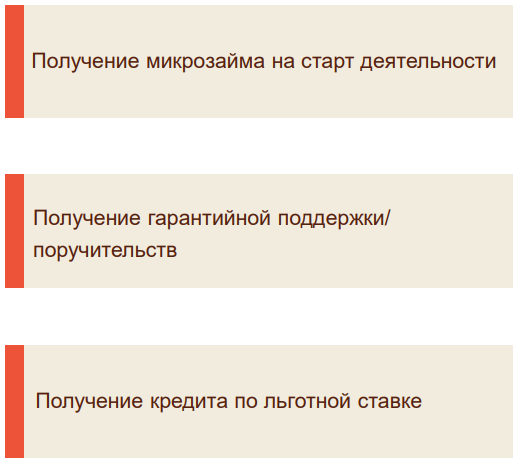 Получение микрозайма на старт деятельности
Получение гарантийной поддержки/
поручительств
Получение кредита по льготной ставке